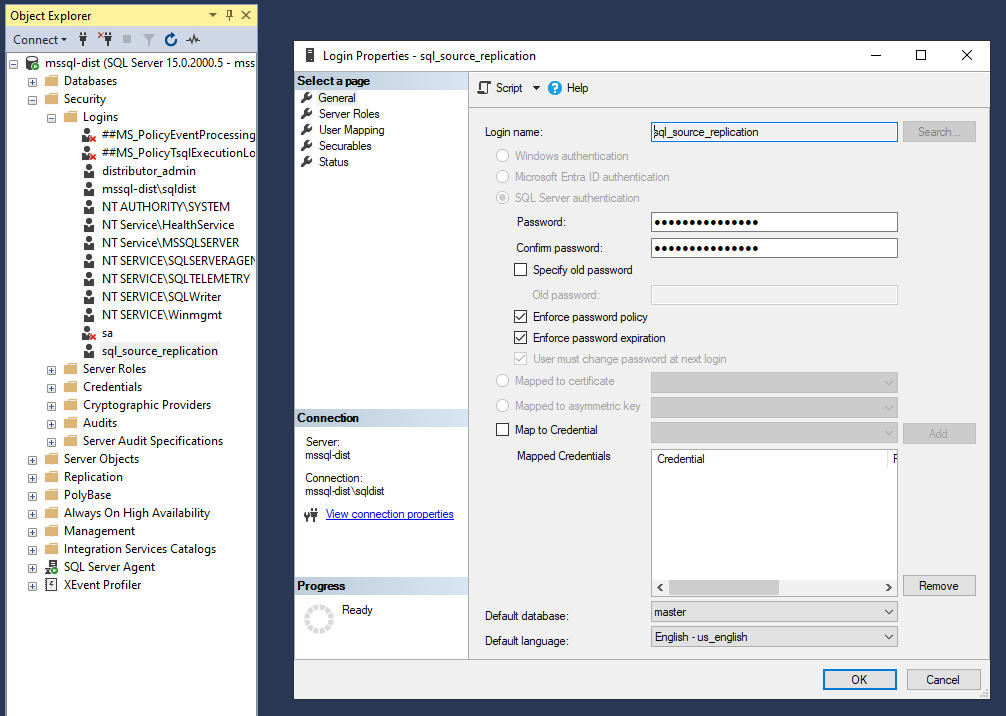 Object Explorer
Connect
mssql-dist (SQL Server 15.0.2000.5 - mss
Databases
Security
Logins
##MS_PolicyEventProcessing
##MS_PolicyTsqlExecutionLo
distributor_admin
mssql-dist\sqldist
NT AUTHORITY\SYSTEM
NT Service\HealthService
NT Service\MSSQLSERVER
NT SERVICE\SQLSERVERAGEN
NT SERVICE\SQLTELEMETRY
NT SERVICE\SQLWriter
NT SERVICE\Winmgmt
sa
sql_source_replication
Server Roles
Credentials
Cryptographic Providers
Audits
Server Audit Specifications
Server Objects
Replication
PolyBase
Always On High Availability
Management
Integration Services Catalogs
SQL Server Agent
XEvent Profiler
Login Properties - sql_source_replication
Select a page
General
Server Roles
User Mapping
Securables
Status
Connection
Server:
mssql-dist
Connection:
mssql-dist\sqldist
View connection properties
Progress
Ready
Script Help
Login name: sql_source_replication Search...
Windows authentication
Microsoft Entra ID authentication
SQL Server authentication
Password: ●●●●●●●●●●●●●●●
Confirm password: ●●●●●●●●●●●●●●●
Specify old password
Old password:
Enforce password policy
Enforce password expiration
User must change password at next login
Mapped to certificate
Mapped to asymmetric key
Map to Credential Add
Mapped Credentials Credential
Remove
Default database: master
Default language: English - us_english
OK Cancel